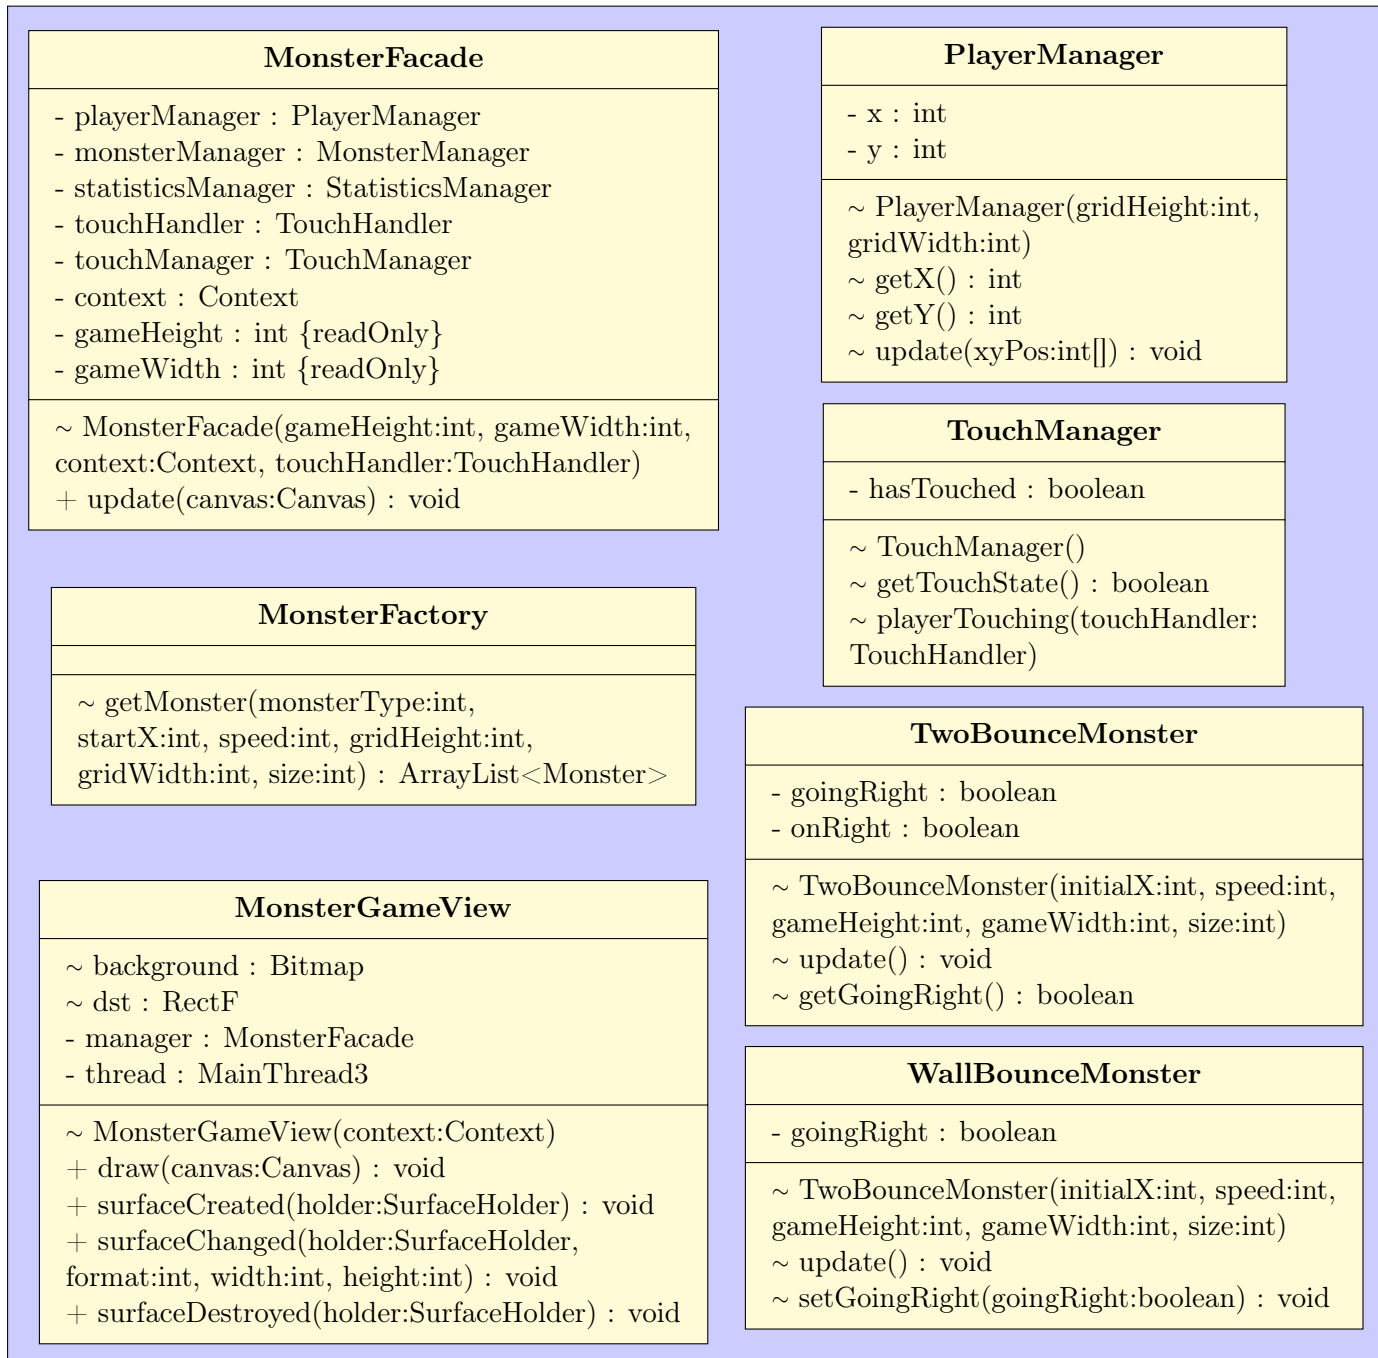 MonsterFacade
- playerManager : PlayerManager
- monsterManager : MonsterManager
- statisticsManager : StatisticsManager
- touchHandler : TouchHandler
- touchManager : TouchManager
- context : Context
- gameHeight : int {readOnly}
- gameWidth : int {readOnly}
~ MonsterFacade(gameHeight:int, gameWidth:int,
context:Context, touchHandler:TouchHandler)
+ update(canvas:Canvas) : void
MonsterFactory
~ getMonster(monsterType:int,
startX:int, speed:int, gridHeight:int,
gridWidth:int, size:int) : ArrayList<Monster>
MonsterGameView
~ background : Bitmap
~ dst : RectF
- manager : MonsterFacade
- thread : MainThread3
~ MonsterGameView(context:Context)
+ draw(canvas:Canvas) : void
+ surfaceCreated(holder:SurfaceHolder) : void
+ surfaceChanged(holder:SurfaceHolder,
format:int, width:int, height:int) : void
+ surfaceDestroyed(holder:SurfaceHolder) : void
PlayerManager
- x : int
- y : int
~ PlayerManager(gridHeight:int,
gridWidth:int)
~ getX() : int
~ getY() : int
~ update(xyPos:int[]) : void
TouchManager
- hasTouched : boolean
~ TouchManager()
~ getTouchState() : boolean
~ playerTouching(touchHandler:
TouchHandler)
TwoBounceMonster
- goingRight : boolean
- onRight : boolean
~ TwoBounceMonster(initialX:int, speed:int,
gameHeight:int, gameWidth:int, size:int)
~ update() : void
~ getGoingRight() : boolean
WallBounceMonster
- goingRight : boolean
~ TwoBounceMonster(initialX:int, speed:int,
gameHeight:int, gameWidth:int, size:int)
~ update() : void
~ setGoingRight(goingRight:boolean) : void